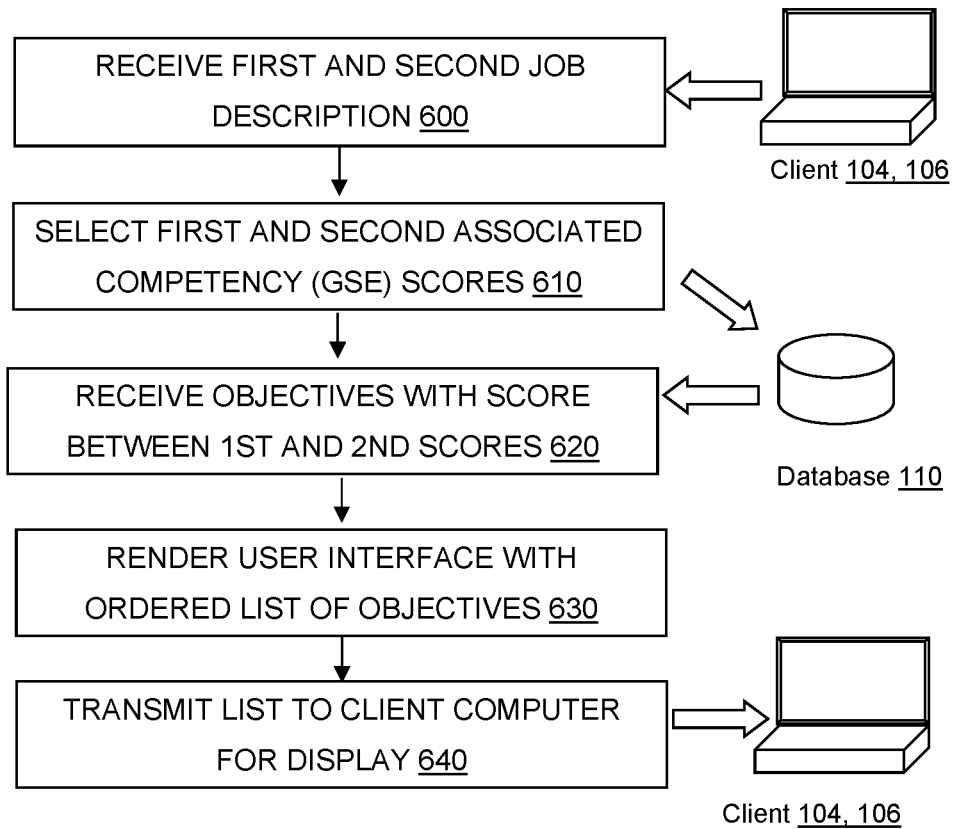 RECEIVE FIRST AND SECOND JOB
DESCRIPTION 600
Client 104, 106
SELECT FIRST AND SECOND ASSOCIATED
COMPETENCY (GSE) SCORES 610
RECEIVE OBJECTIVES WITH SCORE
BETWEEN 1ST AND 2ND SCORES 620
Database 110
RENDER USER INTERFACE WITH
ORDERED LIST OF OBJECTIVES 630
TRANSMIT LIST TO CLIENT COMPUTER
FOR DISPLAY 640
Client 104, 106